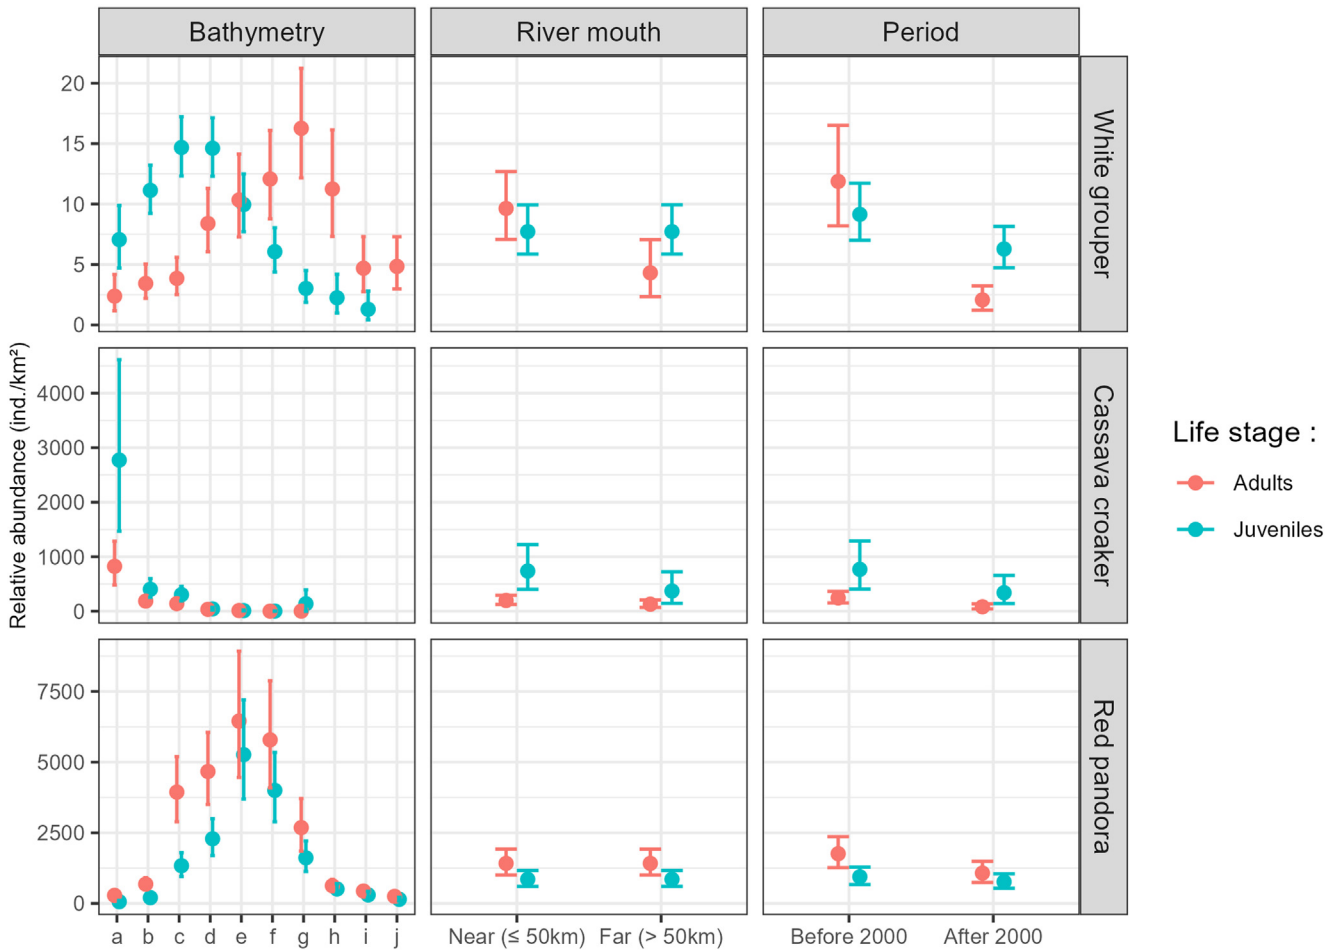 Bathymetry River mouth Period
20
15
10
5
0
White grouper
Relative abundance (ind./km²)
4000
3000
2000
1000
0
Cassava croaker
Life stage :
Adults
Juveniles
7500
5000
2500
0
Red pandora
a b c d e f g h i j Near (≤ 50km) Far (> 50km) Before 2000 After 2000